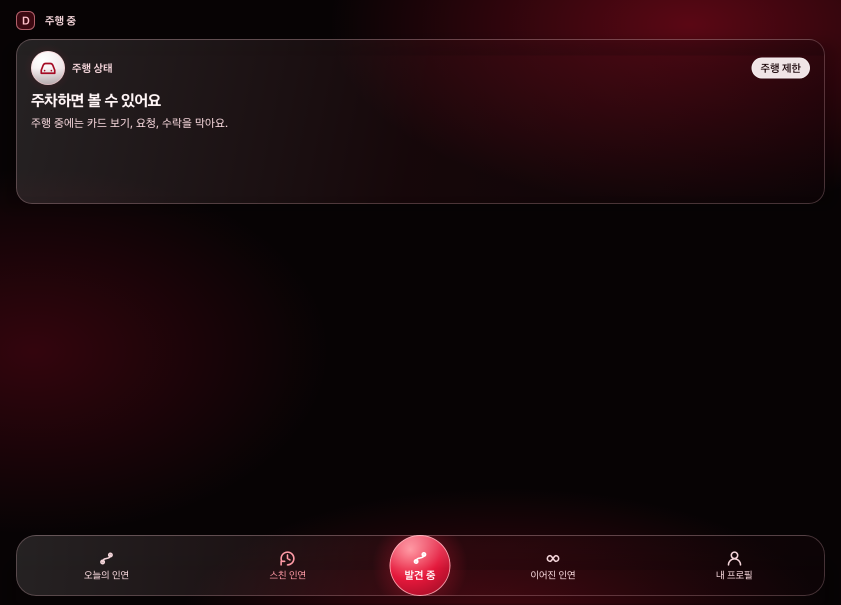 D 주행 중
주행 상태
주행 제한
주차하면 볼 수 있어요
주행 중에는 카드 보기, 요청, 수락을 막아요.
오늘의 인연
스친 인연
발견 중
이어진 인연
내 프로필